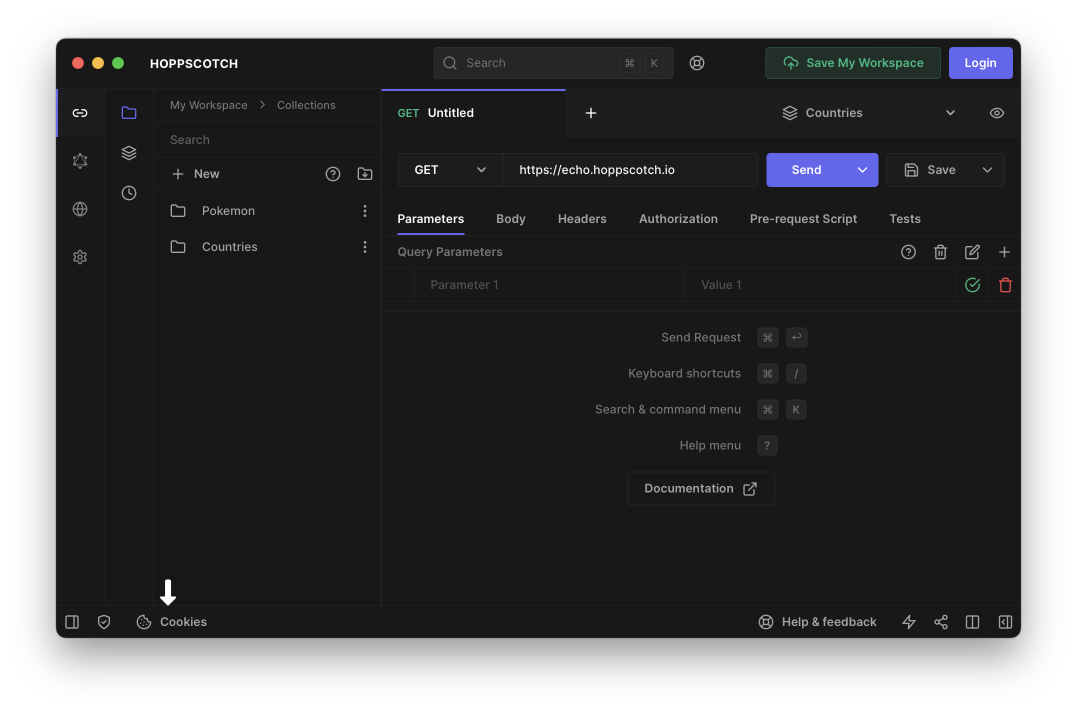 HOPPSCOTCH
Search ⌘ K
Save My Workspace
Login
My Workspace > Collections
Search
New
Pokemon
Countries
GET Untitled
Countries
GET
https://echo.hoppscotch.io
Send
Save
Parameters Body Headers Authorization Pre-request Script Tests
Query Parameters
Parameter 1 Value 1
Send Request ⌘ ↩
Keyboard shortcuts ⌘ /
Search & command menu ⌘ K
Help menu ?
Documentation
Cookies
Help & feedback